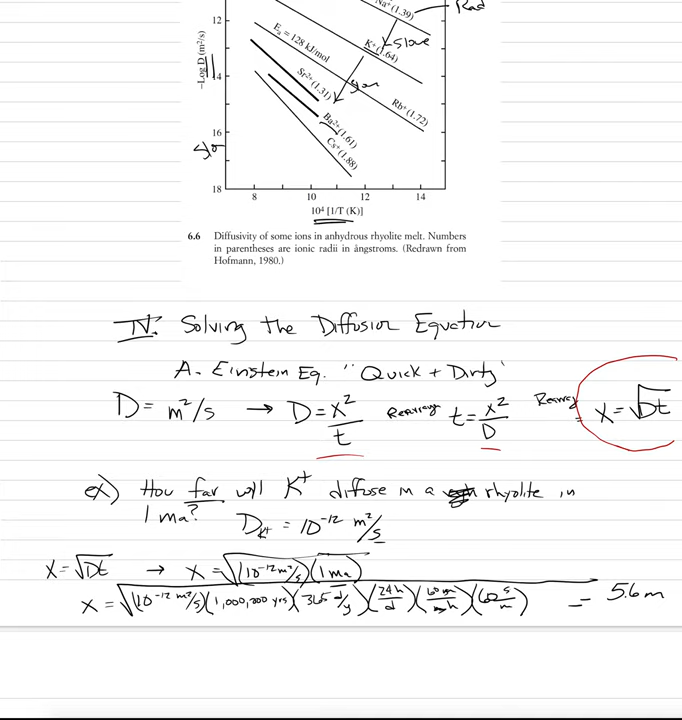 Na⁺ (1.39)
Rad
12
Slow
K⁺ (1.64)
Eₐ = 128 kJ/mol
-Log D (m²/s)
14
Sr²⁺ (1.31)
Rb⁺ (1.72)
Ba²⁺ (1.61)
16
Cs⁺ (1.88)
18
8 10 12 14
10⁴ [1/T (K)]
6.6 Diffusivity of some ions in anhydrous rhyolite melt. Numbers
in parentheses are ionic radii in ångstroms. (Redrawn from
Hofmann, 1980.)
IV. Solving the Diffusion Equation
A. Einstein Eq. "Quick + Dirty"
D = m²/s → D = x²/t Rearrange t = x²/D Rearrange = x = √Dt
ex) How far will K⁺ diffuse in a rhyolite in
1 ma? D K⁺ = 10⁻¹² m²/s
x = √Dt → x = √(10⁻¹² m²/s)(1 ma)
x = √(10⁻¹² m²/s)(1,000,000 yrs)(365 d/y)(24 h/d)(60 m/h)(60 s/m) = 5.6 m